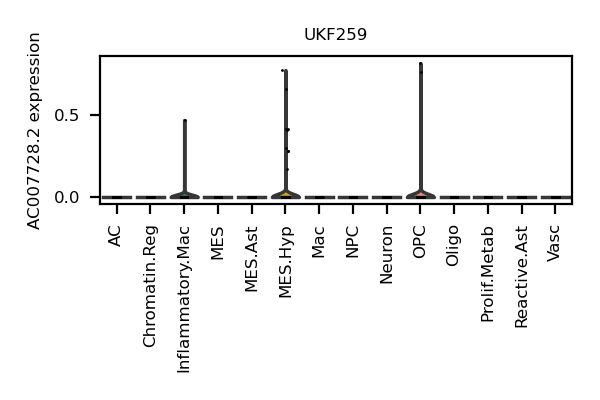 UKF259
AC007728.2 expression
0.5
0.0
AC
Chromatin.Reg
Inflammatory.Mac
MES
MES.Ast
MES.Hyp
Mac
NPC
Neuron
OPC
Oligo
Prolif.Metab
Reactive.Ast
Vasc